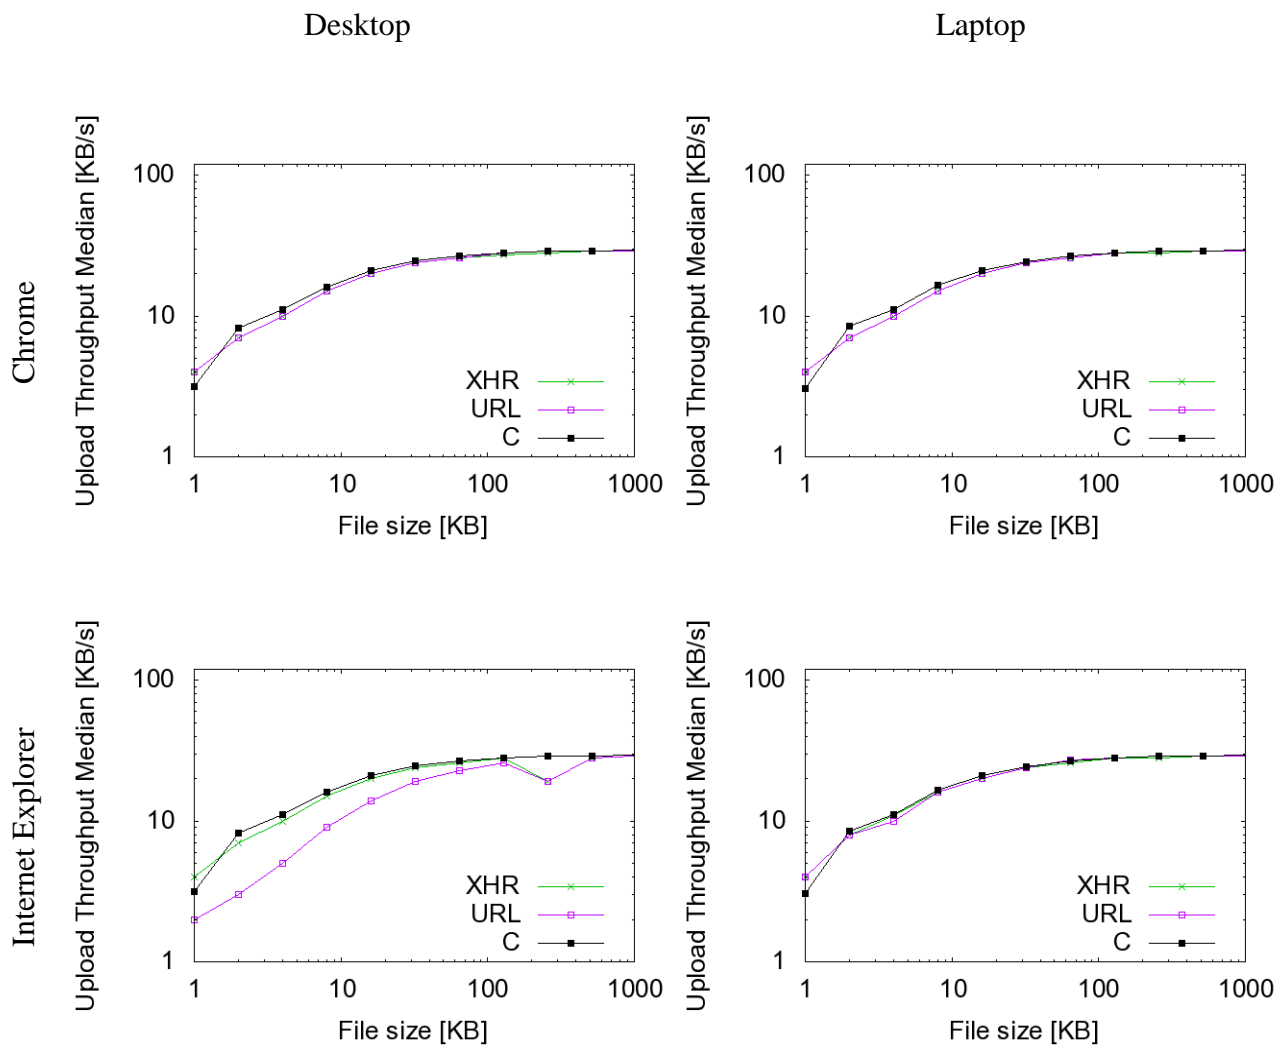 Desktop
Laptop
Chrome
Upload Throughput Median [KB/s]
100
10
1
XHR
URL
C
1 10 100 1000
File size [KB]
Upload Throughput Median [KB/s]
100
10
1
XHR
URL
C
1 10 100 1000
File size [KB]
Internet Explorer
Upload Throughput Median [KB/s]
100
10
1
XHR
URL
C
1 10 100 1000
File size [KB]
Upload Throughput Median [KB/s]
100
10
1
XHR
URL
C
1 10 100 1000
File size [KB]